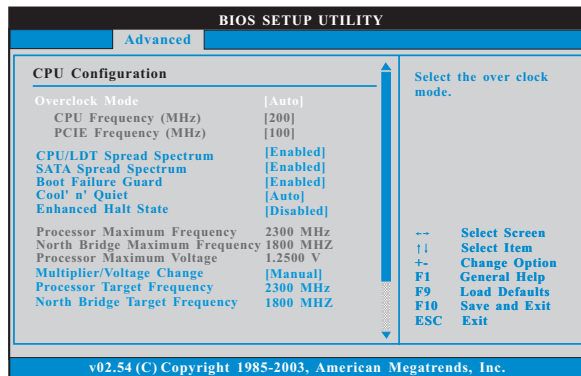 BIOS SETUP UTILITY
Advanced
CPU Configuration
Overclock Mode [Auto]
CPU Frequency (MHz) [200]
PCIE Frequency (MHz) [100]
CPU/LDT Spread Spectrum [Enabled]
SATA Spread Spectrum [Enabled]
Boot Failure Guard [Enabled]
Cool' n' Quiet [Auto]
Enhanced Halt State [Disabled]
Processor Maximum Frequency 2300 MHz
North Bridge Maximum Frequency 1800 MHZ
Processor Maximum Voltage 1.2500 V
Multiplier/Voltage Change [Manual]
Processor Target Frequency 2300 MHz
North Bridge Target Frequency 1800 MHZ
Select the over clock
mode.
←→ Select Screen
↑↓ Select Item
+- Change Option
F1 General Help
F9 Load Defaults
F10 Save and Exit
ESC Exit
v02.54 (C) Copyright 1985-2003, American Megatrends, Inc.